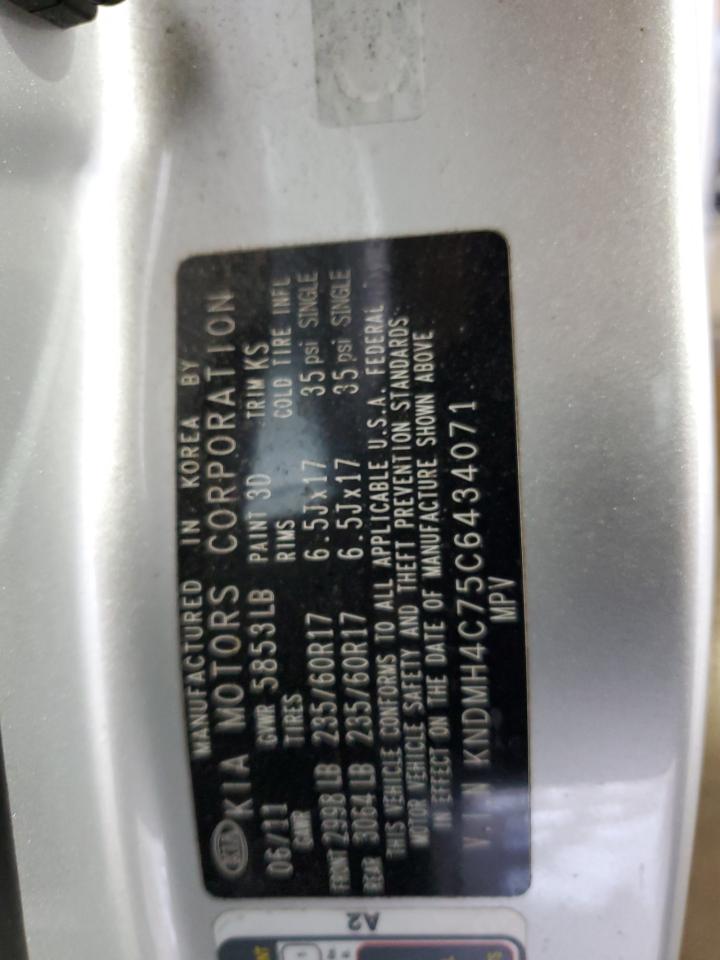 MANUFACTURED IN KOREA BY
KIA KIA MOTORS CORPORATION
06/11 GVWR 5853LB PAINT 3D TRIM KS
GAWR TIRES RIMS COLD TIRE INFL
FRONT 2998LB 235/60R17 6.5Jx17 35psi SINGLE
REAR 3064LB 235/60R17 6.5Jx17 35psi SINGLE
THIS VEHICLE CONFORMS TO ALL APPLICABLE U.S.A. FEDERAL
MOTOR VEHICLE SAFETY AND THEFT PREVENTION STANDARDS
IN EFFECT ON THE DATE OF MANUFACTURE SHOWN ABOVE
V.I.N KNDMH4C75C6434071
MPV
A2